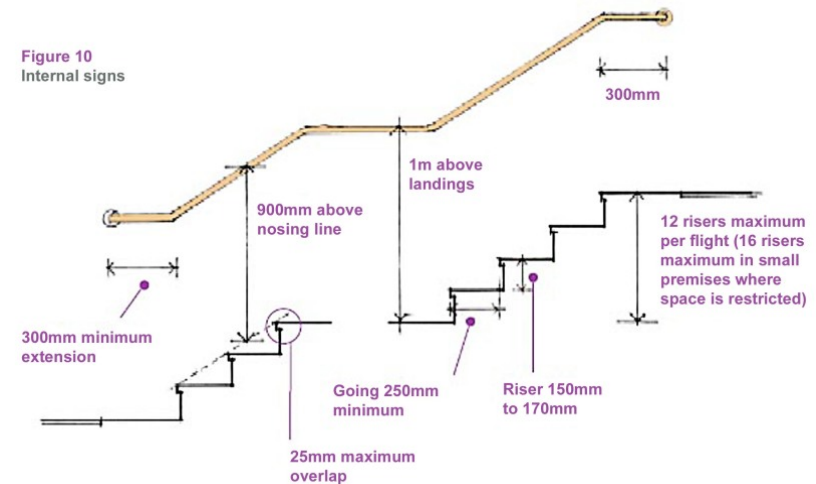 Figure 10
Internal signs
300mm
1m above
landings
900mm above
nosing line
12 risers maximum
per flight (16 risers
maximum in small
premises where
space is restricted)
300mm minimum
extension
Going 250mm
minimum
Riser 150mm
to 170mm
25mm maximum
overlap